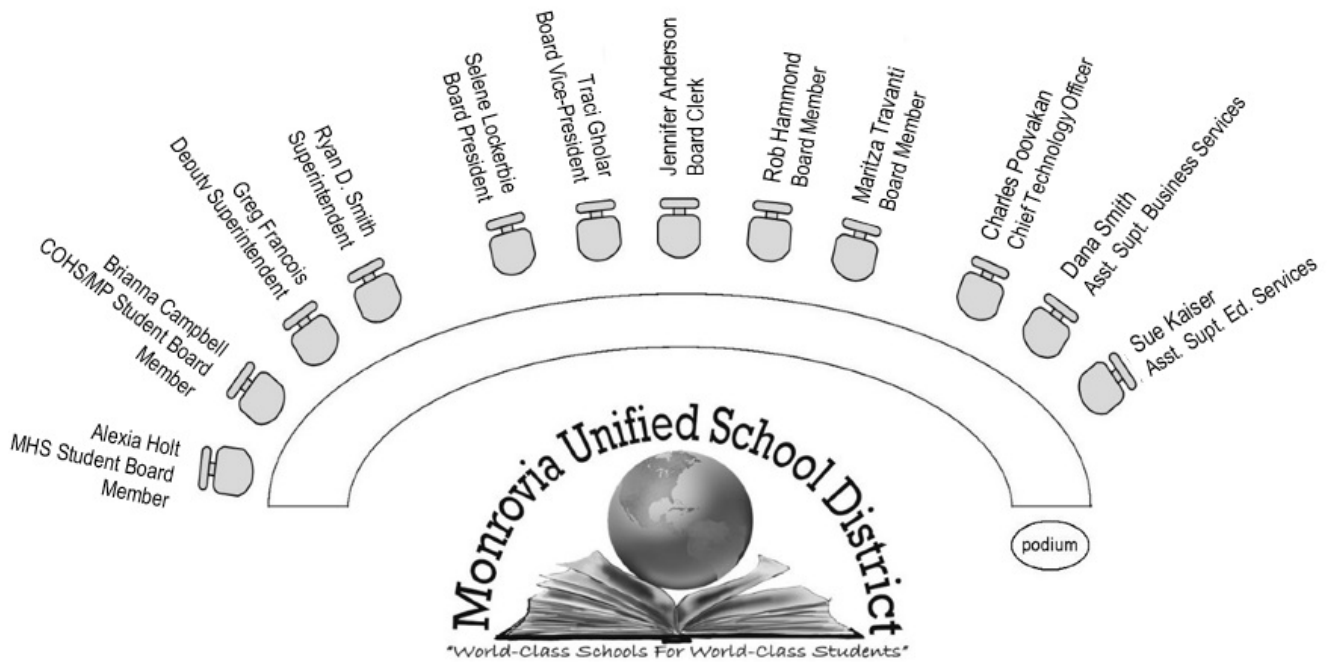 Alexia Holt
MHS Student Board
Member
Brianna Campbell
COHS/MP Student Board
Member
Greg Francois
Deputy Superintendent
Ryan D. Smith
Superintendent
Selene Lockerbie
Board President
Traci Gholar
Board Vice-President
Jennifer Anderson
Board Clerk
Rob Hammond
Board Member
Maritza Travanti
Board Member
Charles Poovakan
Chief Technology Officer
Dana Smith
Asst. Supt. Business Services
Sue Kaiser
Asst. Supt. Ed. Services
Monrovia Unified School District
podium
"World-Class Schools For World-Class Students"